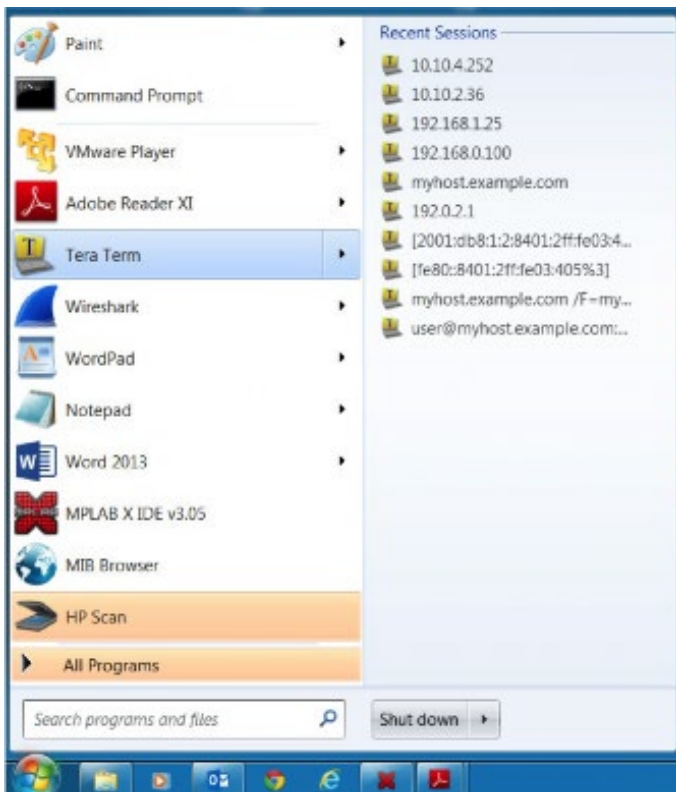 Paint
Command Prompt
VMware Player
Adobe Reader XI
Tera Term
Wireshark
WordPad
Notepad
Word 2013
MPLAB X IDE v3.05
MIB Browser
HP Scan
All Programs
Search programs and files
Recent Sessions
10.10.4.252
10.10.2.36
192.168.1.25
192.168.0.100
myhost.example.com
192.0.2.1
[2001:db8:1:2:8401:2ff:fe03:4...
[fe80::8401:2ff:fe03:405%3]
myhost.example.com /F=my...
user@myhost.example.com:...
Shut down